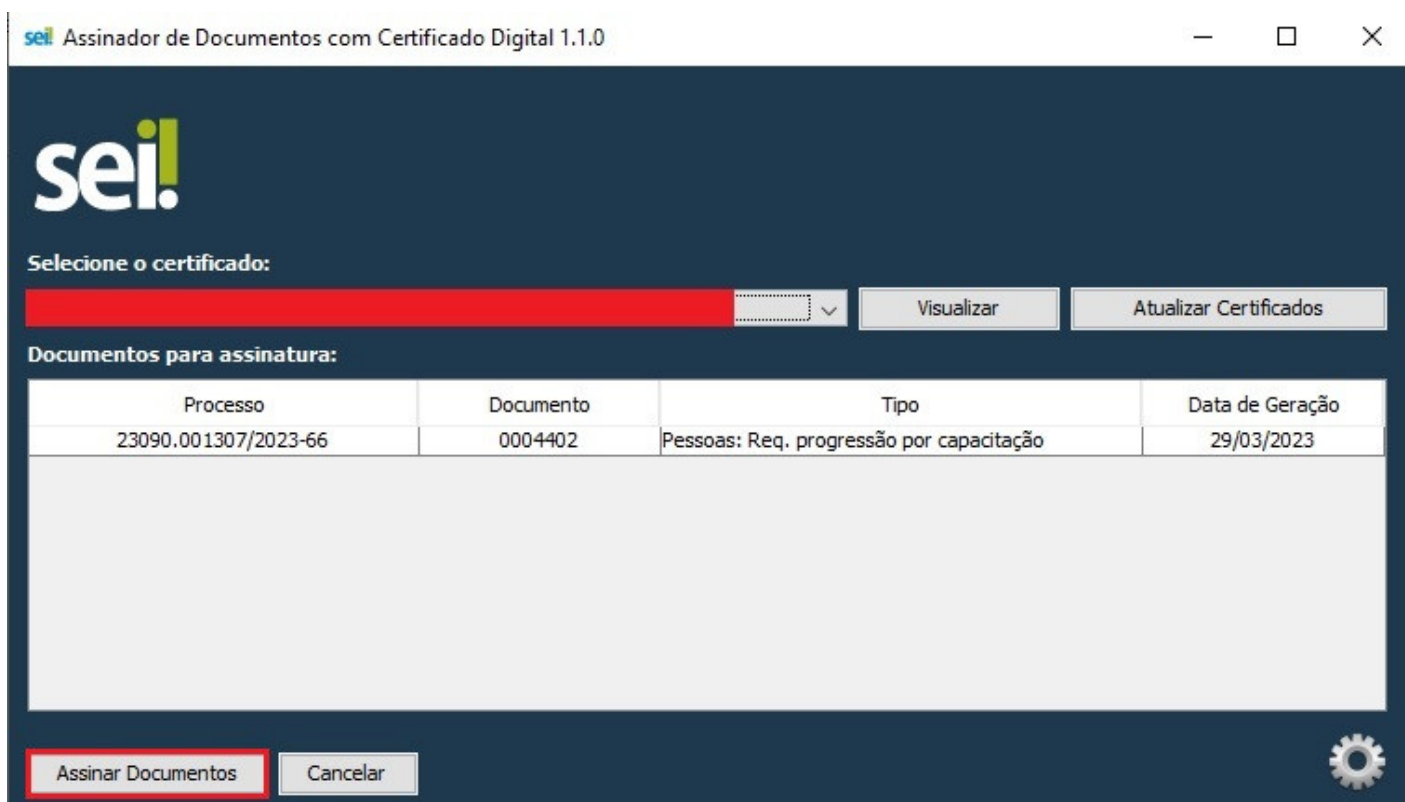 sei! Assinador de Documentos com Certificado Digital 1.1.0
sei!
Selecione o certificado:
Visualizar Atualizar Certificados
Documentos para assinatura:
Processo Documento Tipo Data de Geração
23090.001307/2023-66 0004402 Pessoas: Req. progressão por capacitação 29/03/2023
Assinar Documentos Cancelar